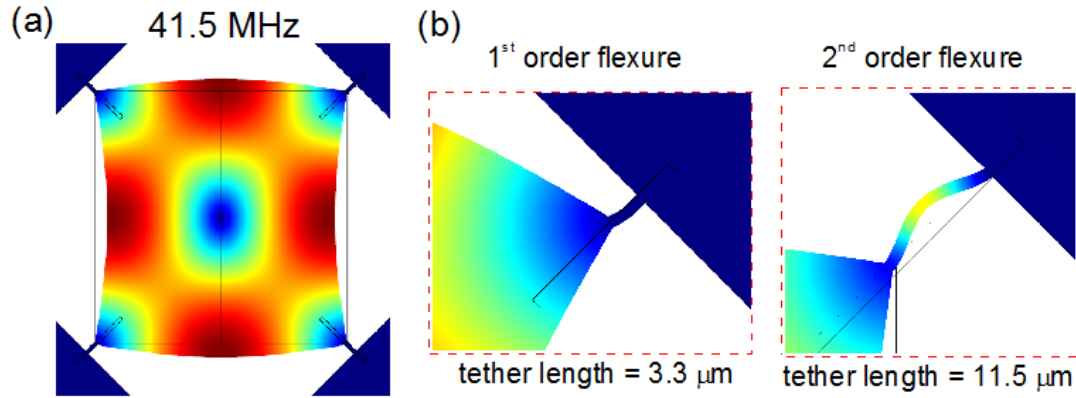 (a) 41.5 MHz
(b)
1st order flexure
2nd order flexure
tether length = 3.3 μm
tether length = 11.5 μm